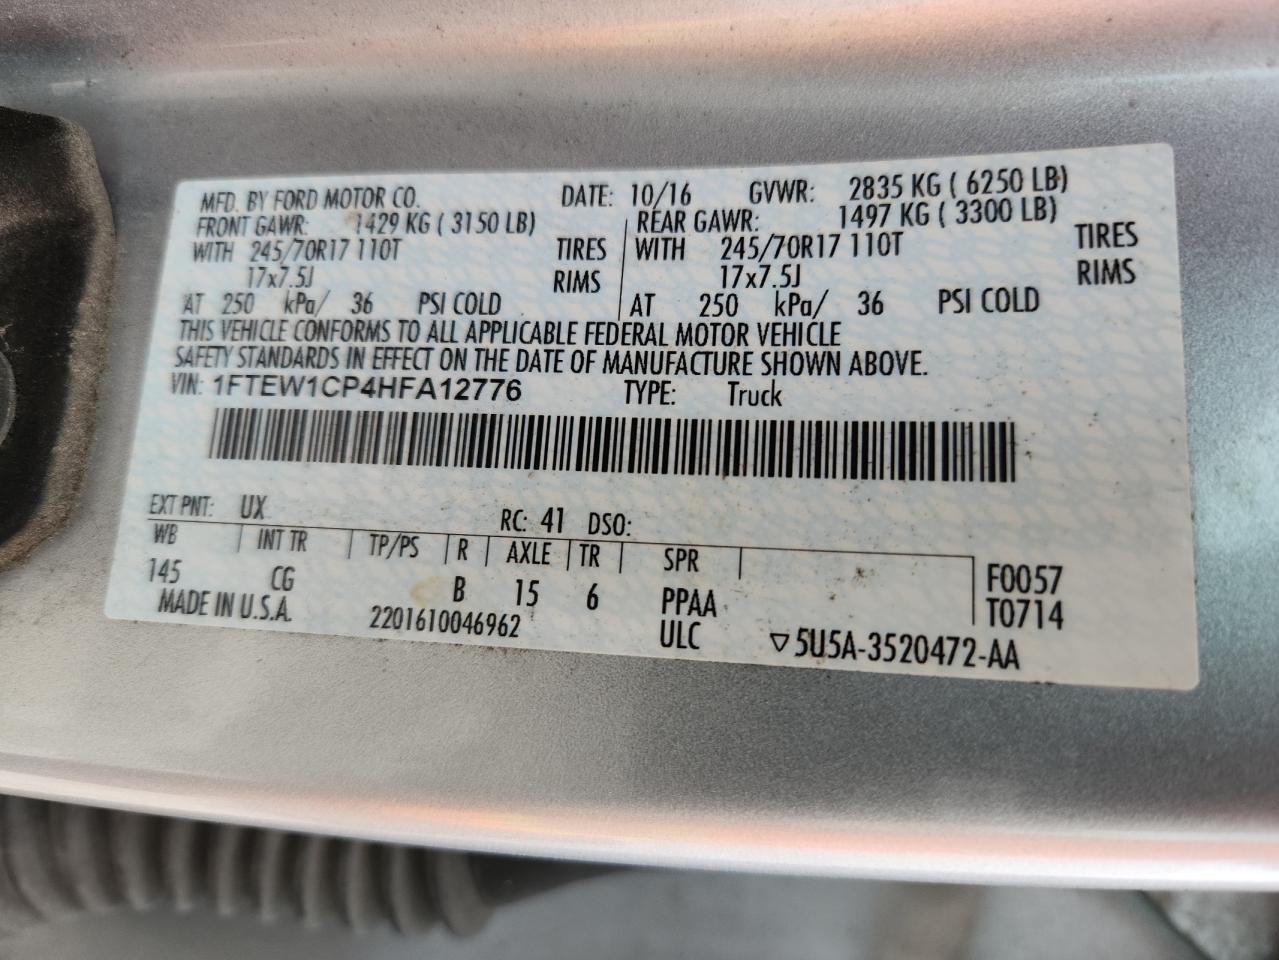 MFD. BY FORD MOTOR CO. DATE: 10/16 GVWR: 2835 KG ( 6250 LB)
FRONT GAWR: 1429 KG ( 3150 LB) REAR GAWR: 1497 KG ( 3300 LB)
WITH 245/70R17 110T TIRES WITH 245/70R17 110T TIRES
17x7.5J RIMS 17x7.5J RIMS
AT 250 kPa/ 36 PSI COLD AT 250 kPa/ 36 PSI COLD
THIS VEHICLE CONFORMS TO ALL APPLICABLE FEDERAL MOTOR VEHICLE
SAFETY STANDARDS IN EFFECT ON THE DATE OF MANUFACTURE SHOWN ABOVE.
VIN: 1FTEW1CP4HFA12776 TYPE: Truck
EXT PNT: UX RC: 41 DSO:
WB INT TR TP/PS R AXLE TR SPR
145 CG B 15 6 PPAA F0057
MADE IN U.S.A. 2201610046962 ULC ▽5U5A-3520472-AA T0714